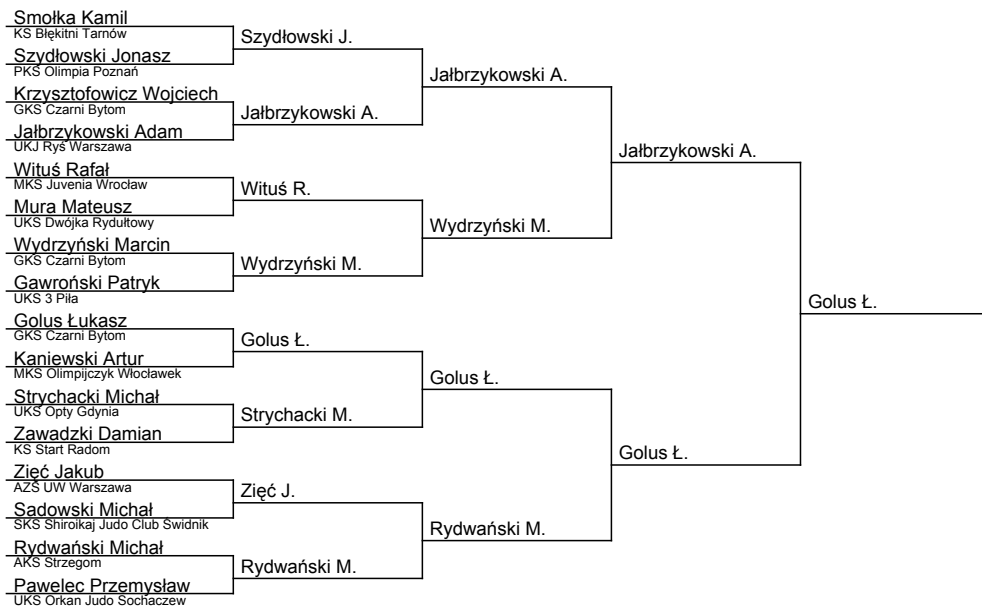 Smołka Kamil
KS Błękitni Tarnów
Szydłowski Jonasz
PKS Olimpia Poznań
Krzysztofowicz Wojciech
GKS Czarni Bytom
Jałbrzykowski Adam
UKJ Ryś Warszawa
Wituś Rafał
MKS Juvenia Wrocław
Mura Mateusz
UKS Dwójka Rydułtowy
Wydrzyński Marcin
GKS Czarni Bytom
Gawroński Patryk
UKS 3 Piła
Golus Łukasz
GKS Czarni Bytom
Kaniewski Artur
MKS Olimpijczyk Włocławek
Strychacki Michał
UKS Opty Gdynia
Zawadzki Damian
KS Start Radom
Zięć Jakub
AZS UW Warszawa
Sadowski Michał
SKS Shiroikaj Judo Club Świdnik
Rydwański Michał
AKS Strzegom
Pawelec Przemysław
UKS Orkan Judo Sochaczew
Szydłowski J.
Jałbrzykowski A.
Wituś R.
Wydrzyński M.
Golus Ł.
Strychacki M.
Zięć J.
Rydwański M.
Jałbrzykowski A.
Wydrzyński M.
Golus Ł.
Rydwański M.
Jałbrzykowski A.
Golus Ł.
Golus Ł.